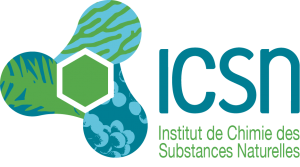 ICSN
Institut de Chimie des
Substances Naturelles